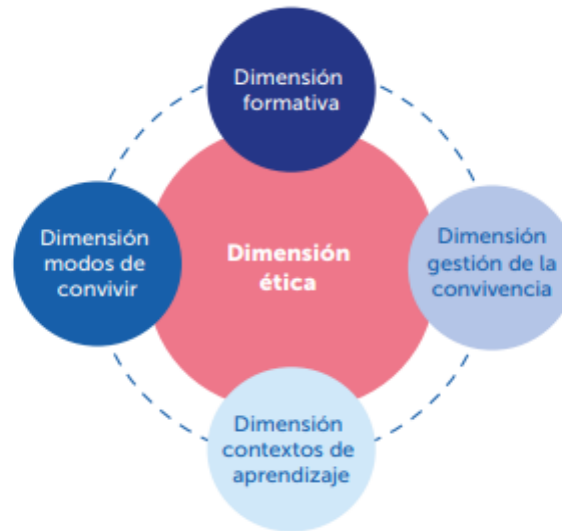 Dimensión
formativa
Dimensión
modos de
convivir
Dimensión
ética
Dimensión
gestión de la
convivencia
Dimensión
contextos de
aprendizaje